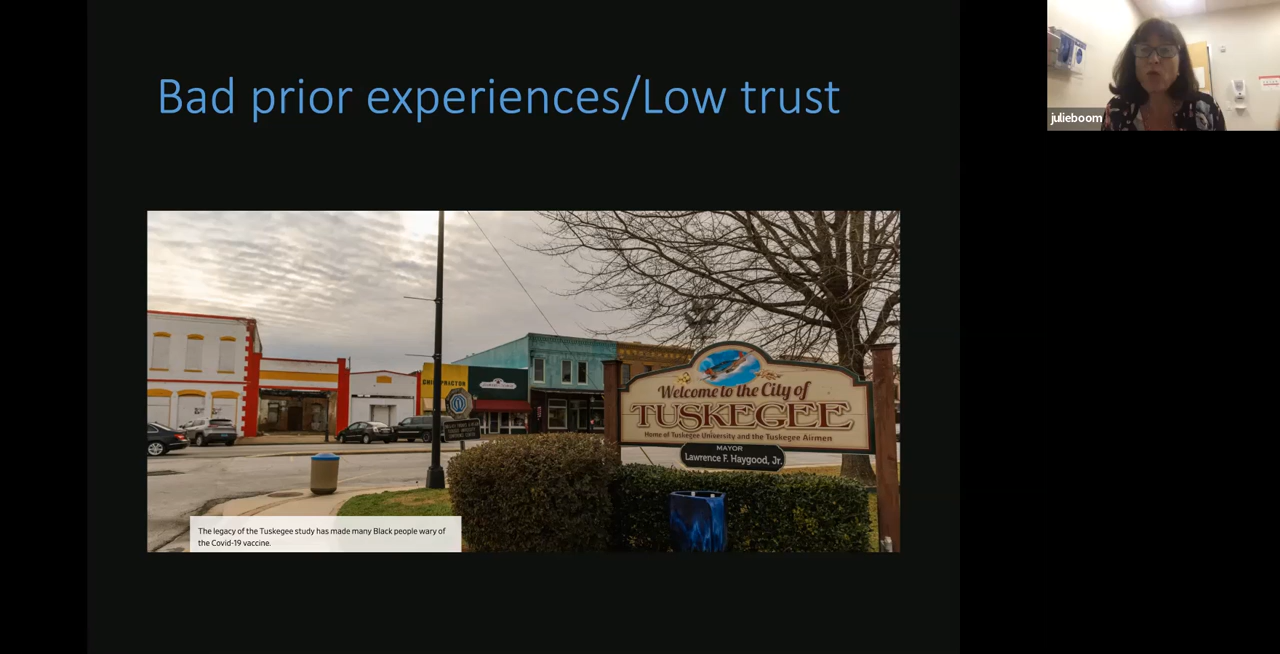 Bad prior experiences/Low trust
julieboom
CHIROPRACTOR
Welcome to the City of
TUSKEGEE
Home of Tuskegee University and the Tuskegee Airmen
MAYOR
Lawrence F. Haygood, Jr.
The legacy of the Tuskegee study has made many Black people wary of
the Covid-19 vaccine.